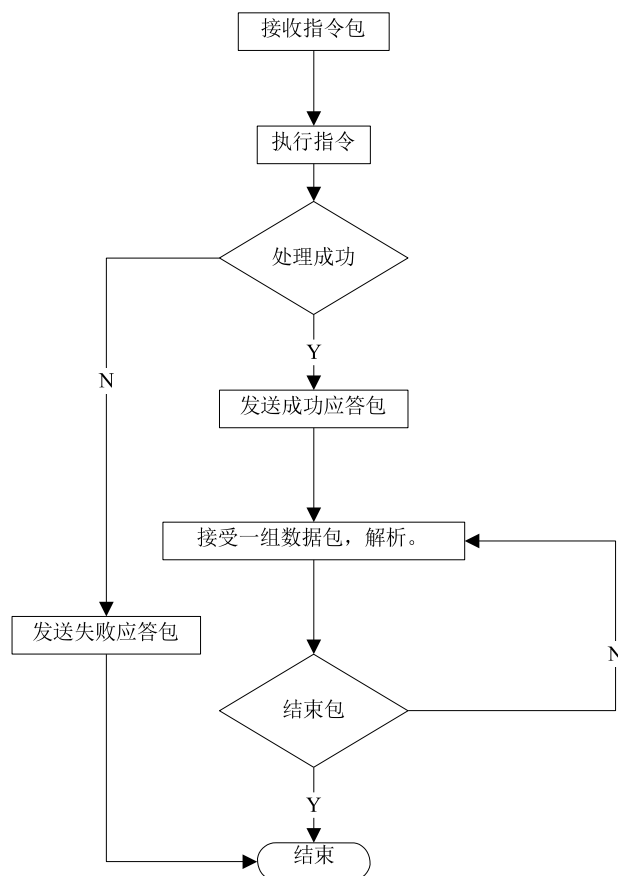 接收指令包
执行指令
处理成功
Y
N
发送成功应答包
接受一组数据包，解析。
发送失败应答包
N
结束包
Y
结束